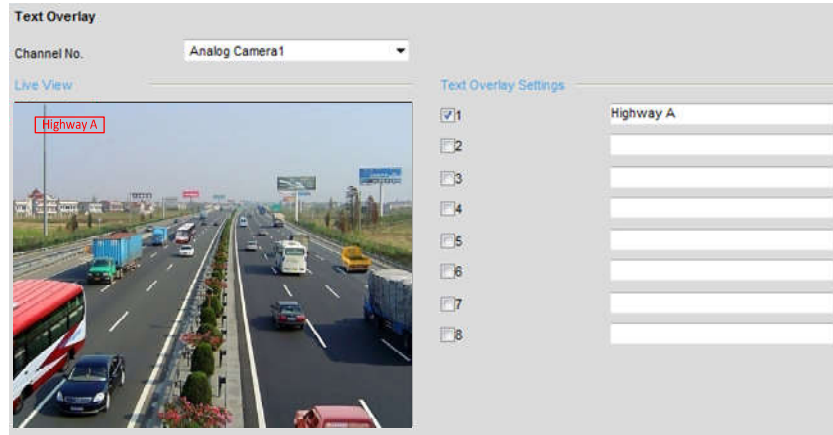 Text Overlay
Channel No.
Analog Camera1
Live View
Text Overlay Settings
Highway A
1
Highway A
2
3
4
5
6
7
8